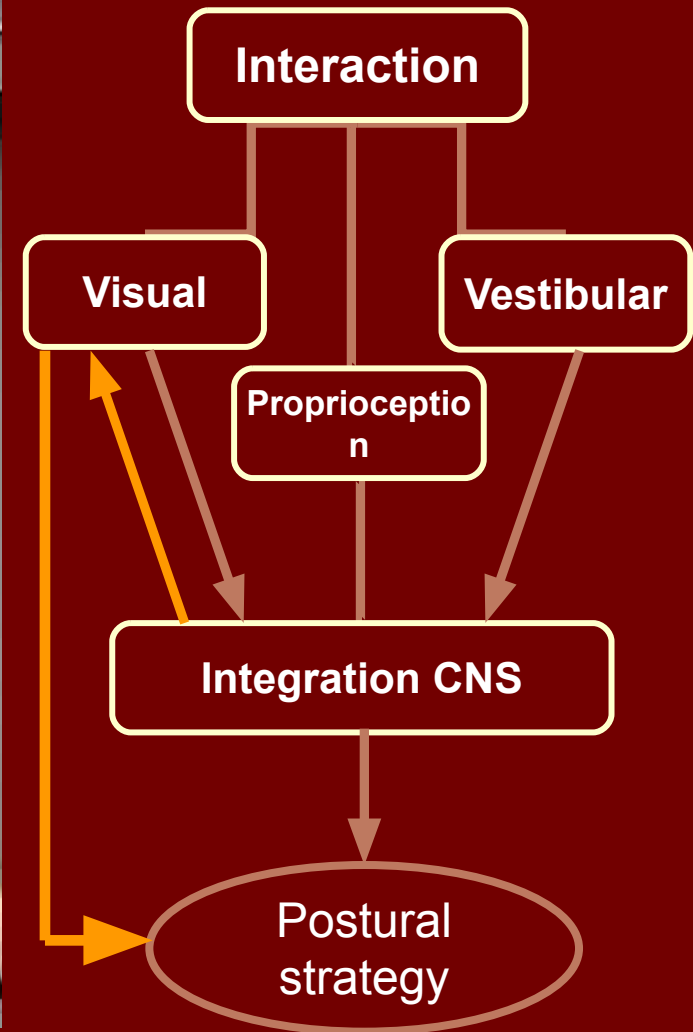 Interaction
Visual
Vestibular
Proprioceptio
n
Integration CNS
Postural
strategy